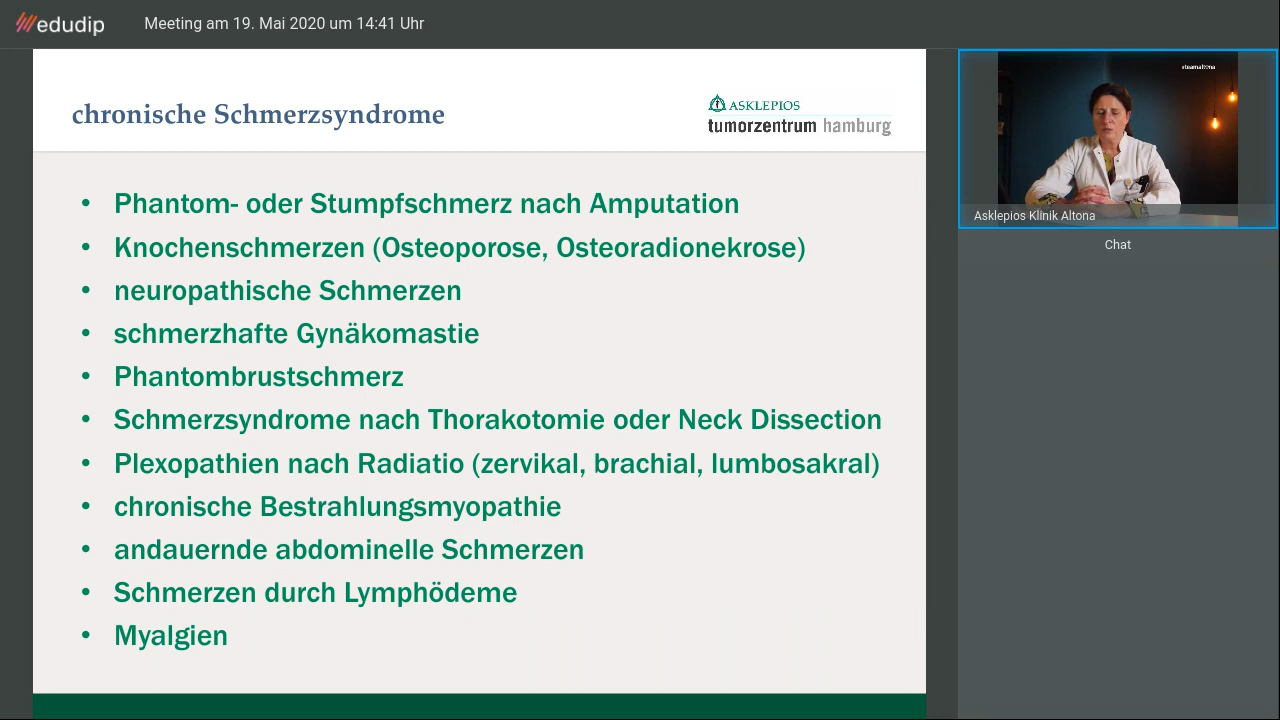 edudip
Meeting am 19. Mai 2020 um 14:41 Uhr
chronische Schmerzsyndrome
ASKLEPIOS
tumorzentrum hamburg
• Phantom- oder Stumpfschmerz nach Amputation
• Knochenschmerzen (Osteoporose, Osteoradionekrose)
• neuropathische Schmerzen
• schmerzhafte Gynäkomastie
• Phantombrustschmerz
• Schmerzsyndrome nach Thorakotomie oder Neck Dissection
• Plexopathien nach Radiatio (zervikal, brachial, lumbosakral)
• chronische Bestrahlungsmyopathie
• andauernde abdominelle Schmerzen
• Schmerzen durch Lymphödeme
• Myalgien
#teamaltona
Asklepios Klinik Altona
Chat